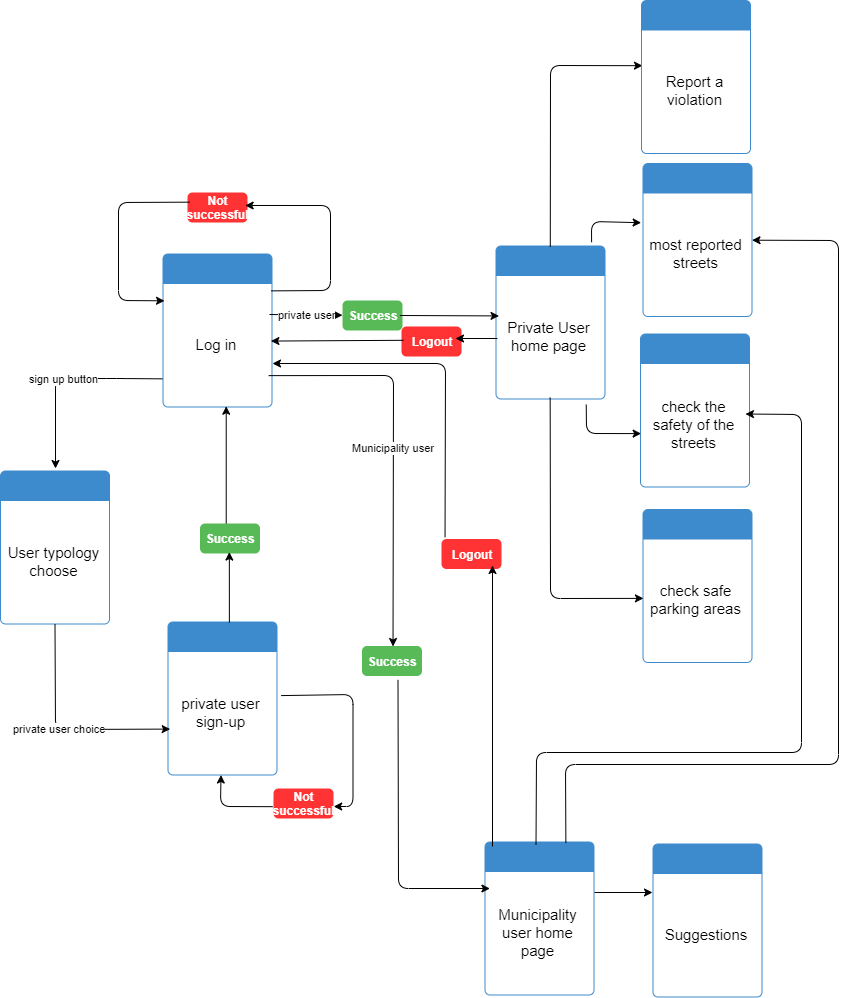 Report a
violation
Not
successful
most reported
streets
Log in
private user
Success
Logout
Private User
home page
sign up button
check the
safety of the
streets
Municipality user
Success
Logout
User typology
choose
check safe
parking areas
Success
private user
sign-up
private user choice
Not
successful
Municipality
user home
page
Suggestions